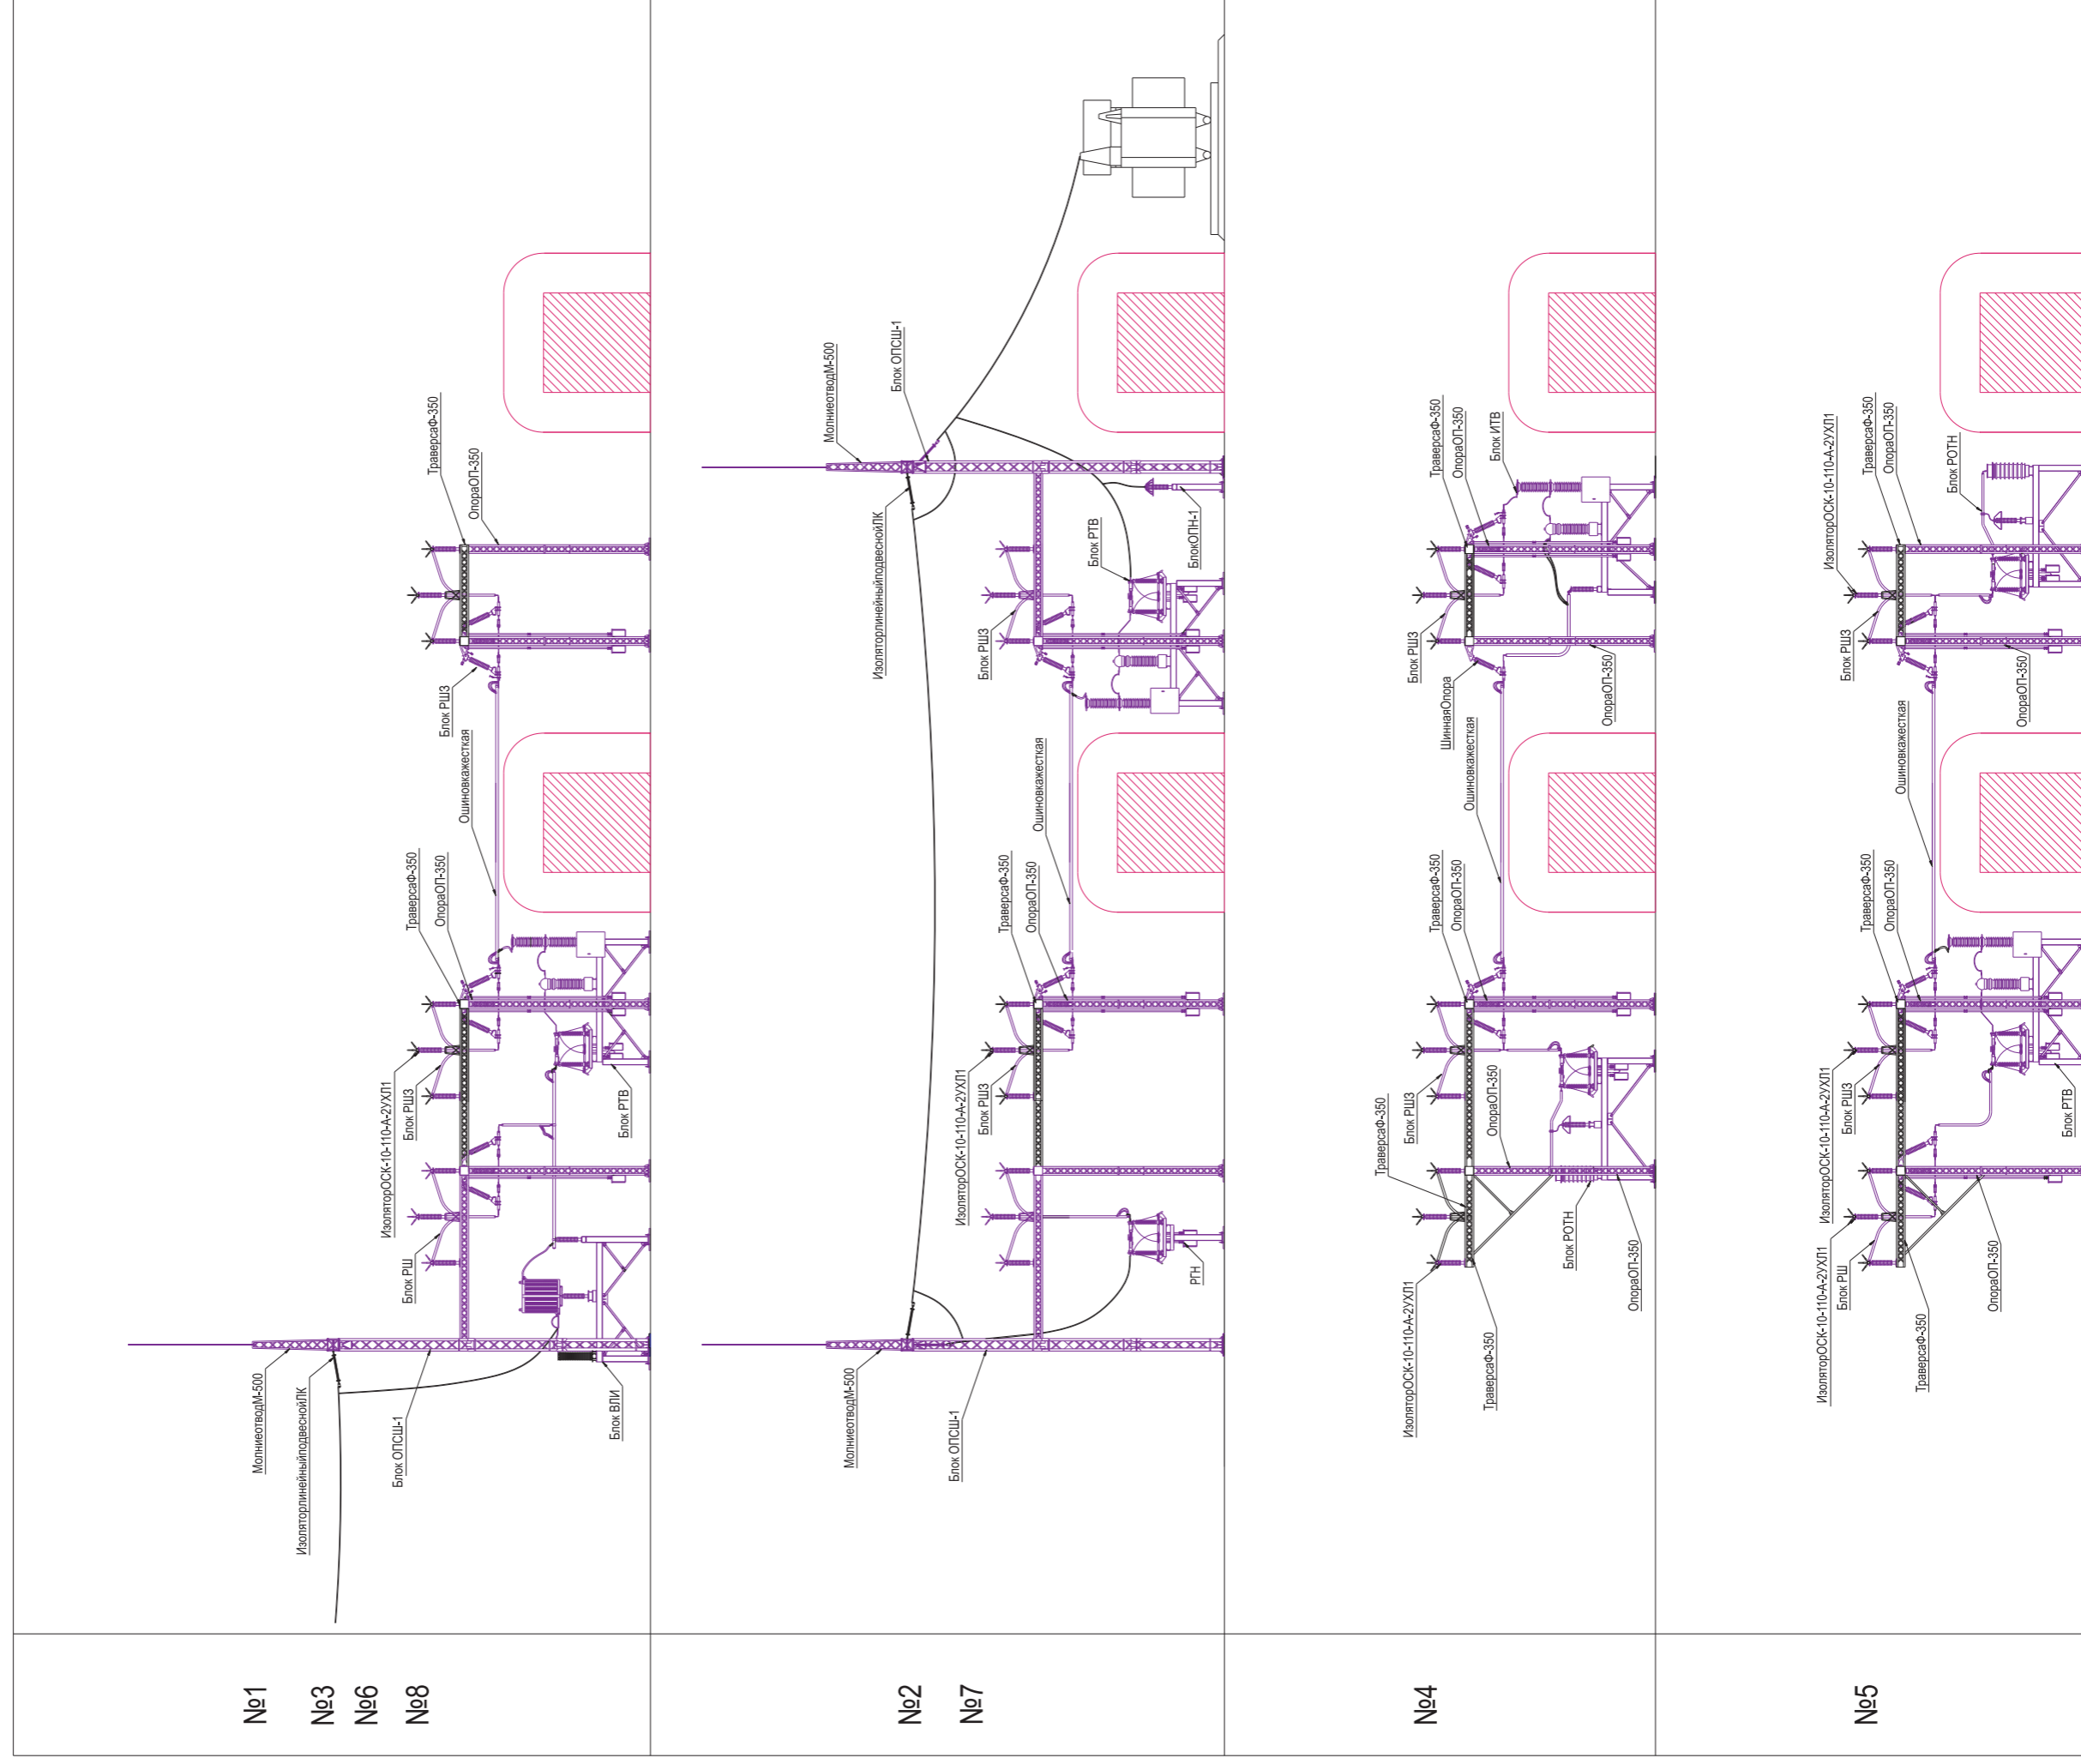 №1
№3
№6
№8
МолниеотводМ-500
ИзоляторлинейныйподвеснойЛК
Блок ОПСШ-1
Блок ВЛИ
Блок РШ
ИзоляторОСК-10-110-А-2УХЛ1
Блок РШЗ
Блок РТВ
ТраверсаФ-350
ОпораОП-350
Ошиновкажесткая
Блок РШЗ
ТраверсаФ-350
ОпораОП-350
№2
№7
МолниеотводМ-500
Блок ОПСШ-1
РГН
ИзоляторОСК-10-110-А-2УХЛ1
Блок РШЗ
ТраверсаФ-350
ОпораОП-350
Ошиновкажесткая
Блок РШЗ
ИзоляторлинейныйподвеснойЛК
Блок РТВ
БлокОПН-1
МолниеотводМ-500
Блок ОПСШ-1
№4
ИзоляторОСК-10-110-А-2УХЛ1
ТраверсаФ-350
ОпораОП-350
Блок РОТН
ТраверсаФ-350
Блок РШЗ
ОпораОП-350
ТраверсаФ-350
ОпораОП-350
Ошиновкажесткая
ШиннаяОпора
ОпораОП-350
Блок РШЗ
ТраверсаФ-350
ОпораОП-350
Блок ИТВ
№5
ИзоляторОСК-10-110-А-2УХЛ1
ТраверсаФ-350
Блок РШ
ОпораОП-350
ИзоляторОСК-10-110-А-2УХЛ1
Блок РШЗ
Блок РТВ
ТраверсаФ-350
ОпораОП-350
Ошиновкажесткая
ОпораОП-350
Блок РШЗ
ИзоляторОСК-10-110-А-2УХЛ1
ТраверсаФ-350
ОпораОП-350
Блок РОТН